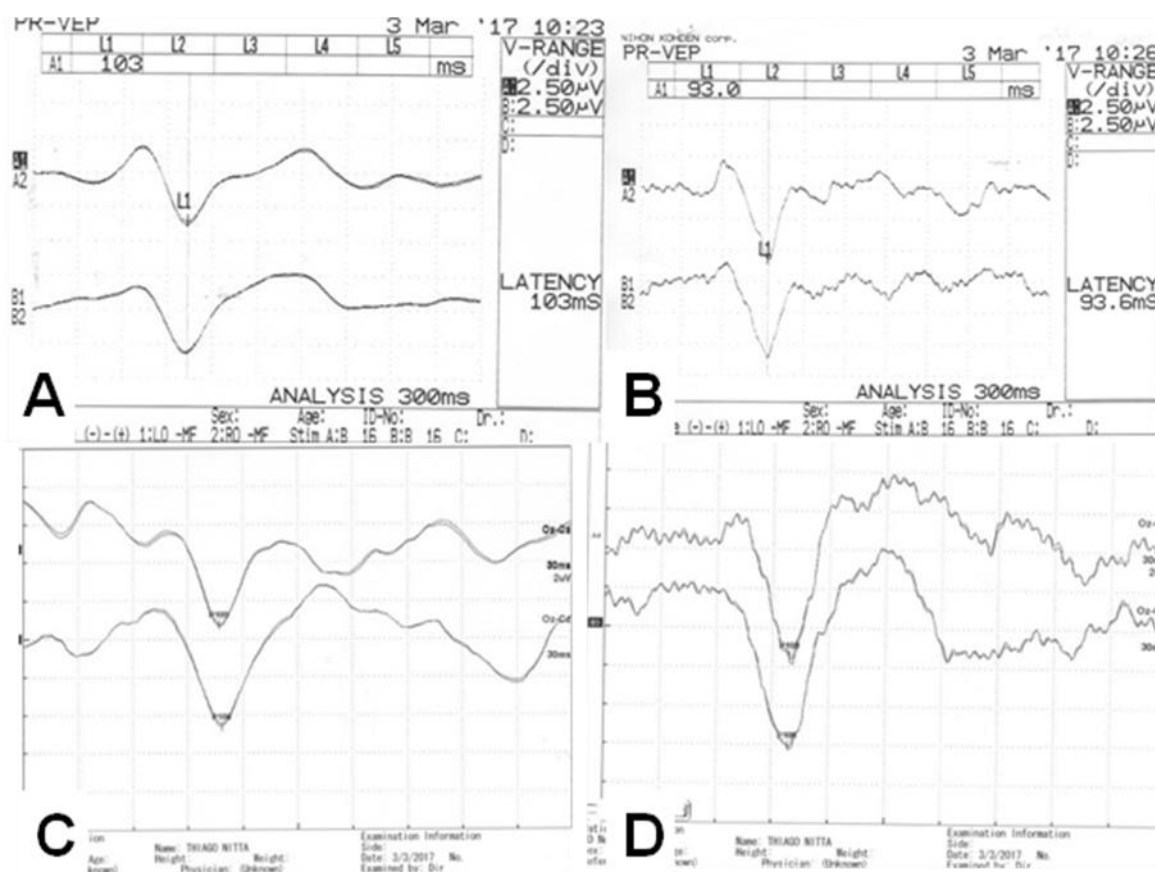 PR-VEP 3 Mar '17 10:23
L1 L2 L3 L4 L5
A1 103 ms
V-RANGE
(/div)
2.50µV
B: 2.50µV
C:
D:
A2
L1
B1
B2
LATENCY
103mS
A
ANALYSIS 300ms
Sex: Age: ID-No: Dr.:
(-)-(+) 1:LO -MF 2:RO -MF Stim A:B 16 B:B 16 C: D:
NIHON KOHDEN corp.
PR-VEP 3 Mar '17 10:26
L1 L2 L3 L4 L5
A1 93.0 ms
V-RANGE
(/div)
2.50µV
B: 2.50µV
D:
A2
L1
B1
B2
LATENCY
93.6mS
B
ANALYSIS 300ms
Sex: Age: ID-No: Dr.:
e (-)-(+) 1:LO -MF 2:RO -MF Stim A:B 16 B:B 16 C: D:
30ms
2uV
30ms
C
Name: THIAGO NITTA
Age: Height: Weight:
Physician: (Unknown)
Examination Information
Side:
Date: 3/3/2017 No.
Examined by: Dir
D
Name: THIAGO NITTA
Height: Weight:
Physician: (Unknown)
Examination Information
Side:
Date: 3/3/2017 No.
Examined by: Dir